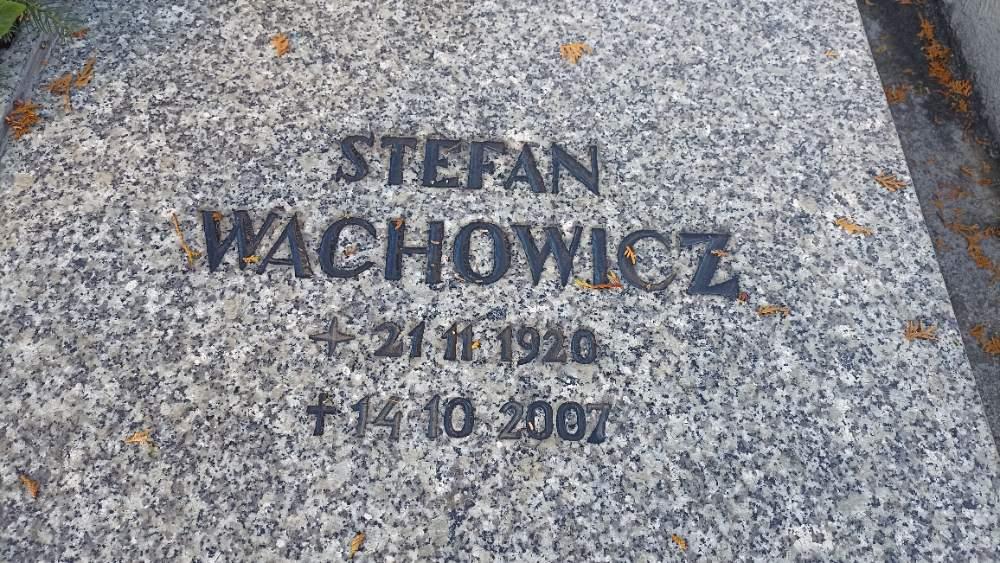 STEFAN
WACHOWICZ
✦ 21 11 1920
✝ 14 10 2007